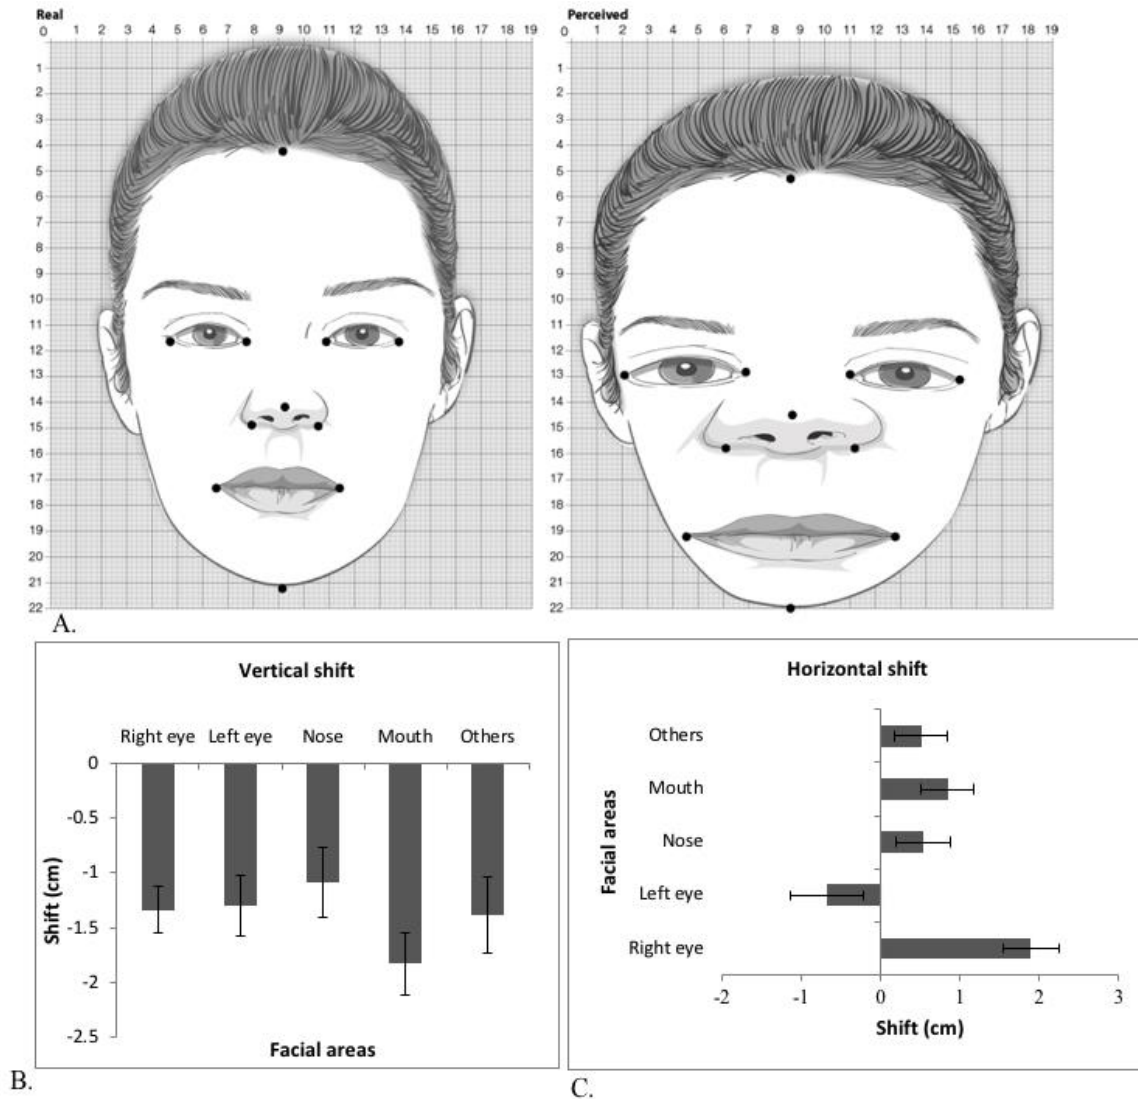 Real
0 1 2 3 4 5 6 7 8 9 10 11 12 13 14 15 16 17 18 19
1
2
3
4
5
6
7
8
9
10
11
12
13
14
15
16
17
18
19
20
21
22
Perceived
0 1 2 3 4 5 6 7 8 9 10 11 12 13 14 15 16 17 18 19
1
2
3
4
5
6
7
8
9
10
11
12
13
14
15
16
17
18
19
20
21
22
A.
Vertical shift
Right eye Left eye Nose Mouth Others
0
-0.5
-1
-1.5
-2
-2.5
Shift (cm)
Facial areas
B.
Horizontal shift
Others
Mouth
Nose
Left eye
Right eye
Facial areas
-2 -1 0 1 2 3
Shift (cm)
C.